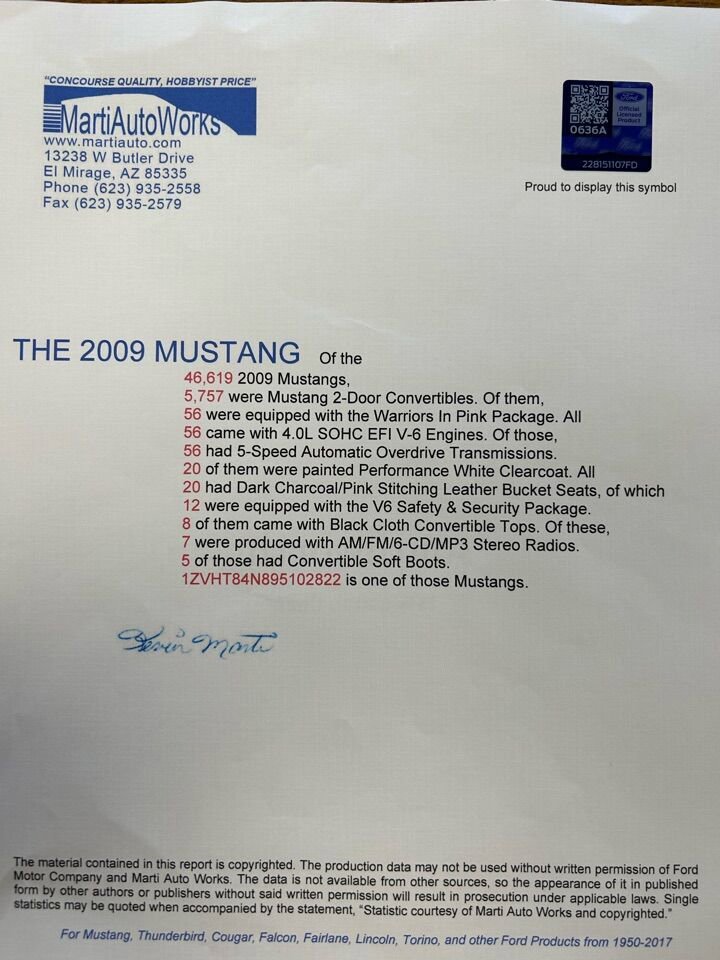 "CONCOURSE QUALITY, HOBBYIST PRICE"
MartiAutoWorks
www.martiauto.com
13238 W Butler Drive
El Mirage, AZ 85335
Phone (623) 935-2558
Fax (623) 935-2579
0636A
Ford
Official
Licensed
Product
228151107FD
Proud to display this symbol
THE 2009 MUSTANG Of the
46,619 2009 Mustangs,
5,757 were Mustang 2-Door Convertibles. Of them,
56 were equipped with the Warriors In Pink Package. All
56 came with 4.0L SOHC EFI V-6 Engines. Of those,
56 had 5-Speed Automatic Overdrive Transmissions.
20 of them were painted Performance White Clearcoat. All
20 had Dark Charcoal/Pink Stitching Leather Bucket Seats, of which
12 were equipped with the V6 Safety & Security Package.
8 of them came with Black Cloth Convertible Tops. Of these,
7 were produced with AM/FM/6-CD/MP3 Stereo Radios.
5 of those had Convertible Soft Boots.
1ZVHT84N895102822 is one of those Mustangs.
Kevin Marti
The material contained in this report is copyrighted. The production data may not be used without written permission of Ford
Motor Company and Marti Auto Works. The data is not available from other sources, so the appearance of it in published
form by other authors or publishers without said written permission will result in prosecution under applicable laws. Single
statistics may be quoted when accompanied by the statement, "Statistic courtesy of Marti Auto Works and copyrighted."
For Mustang, Thunderbird, Cougar, Falcon, Fairlane, Lincoln, Torino, and other Ford Products from 1950-2017